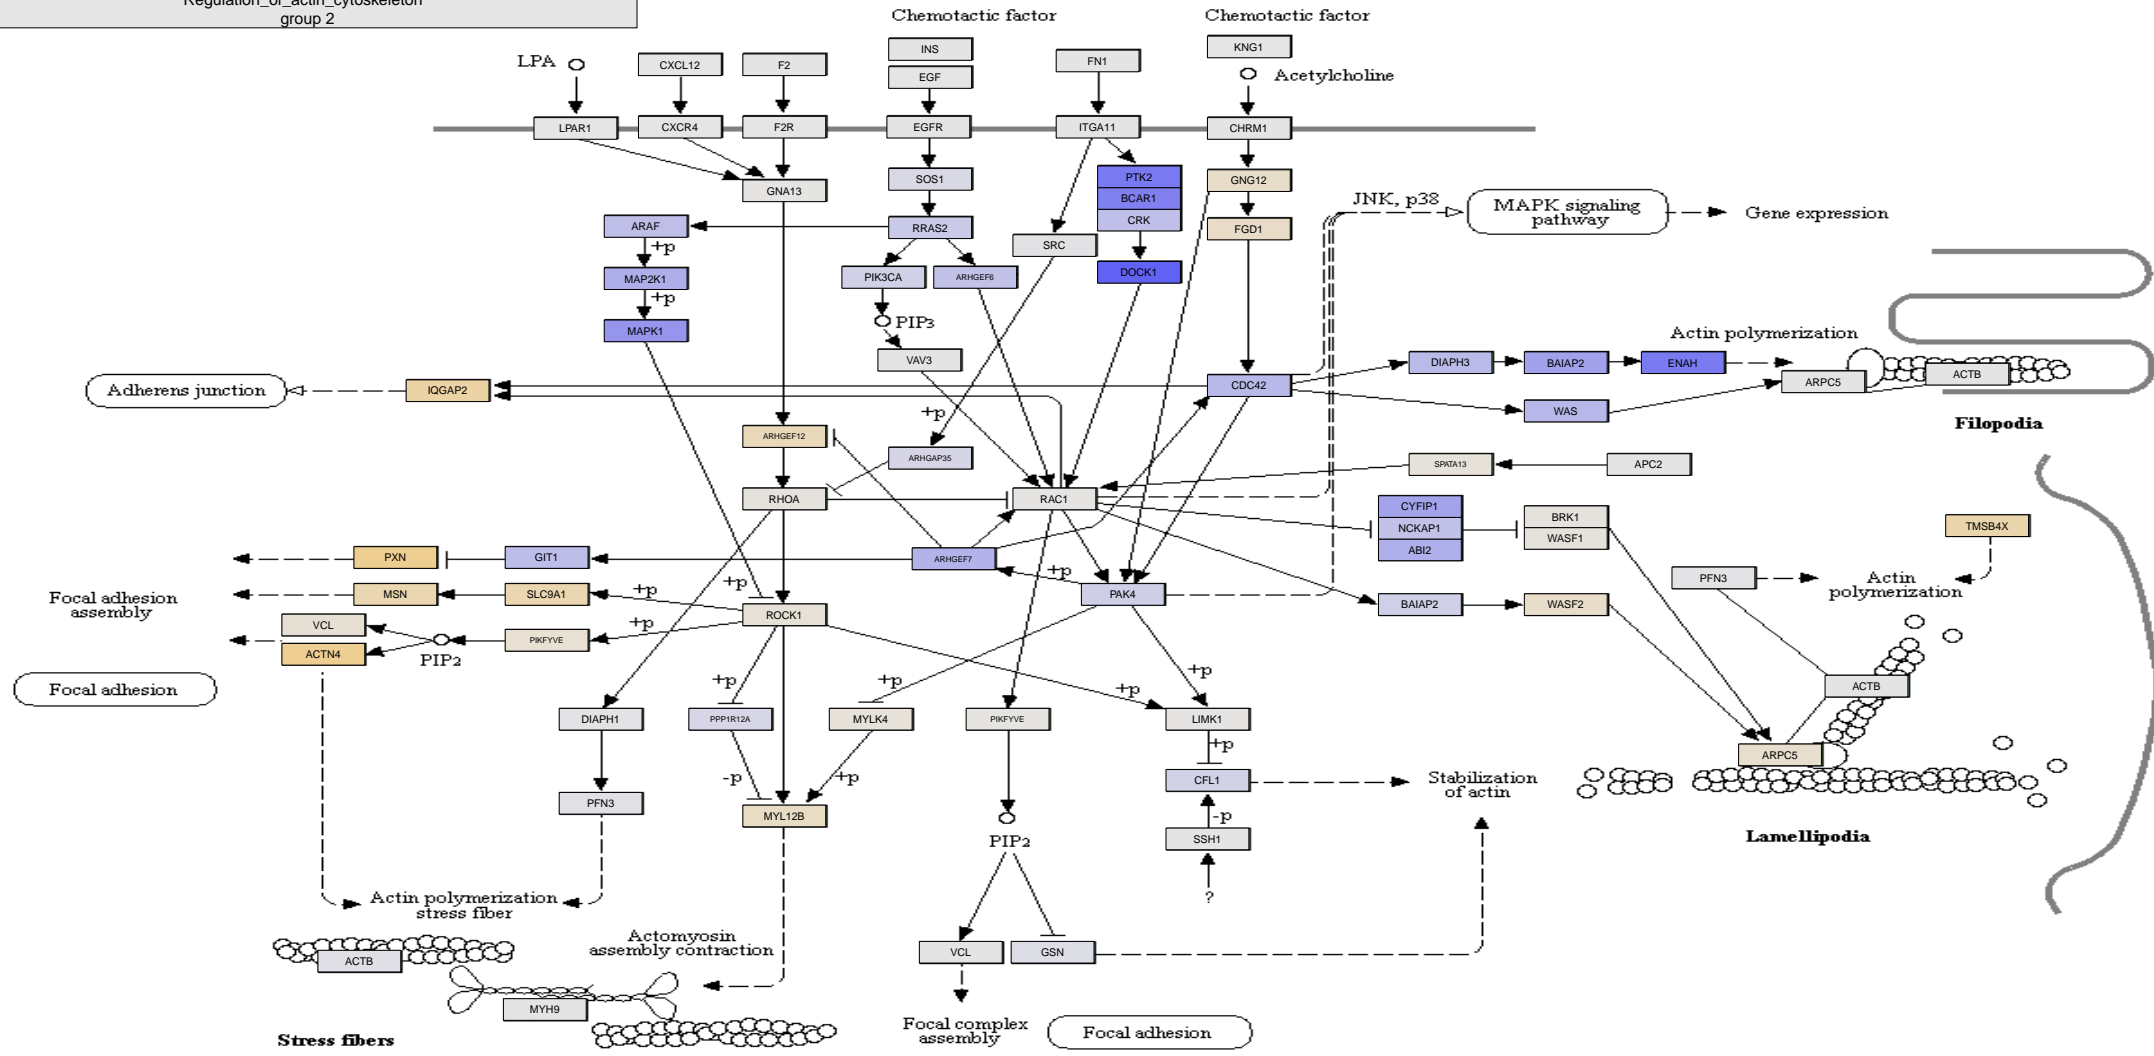 Regulation_of_actin_cytoskeleton
group 2
Chemotactic factor
Chemotactic factor
INS
KNG1
LPA
CXCL12
F2
EGF
FN1
Acetylcholine
LPAR1
CXCR4
F2R
EGFR
ITGA11
CHRM1
GNA13
SOS1
PTK2
BCAR1
CRK
GNG12
JNK, p38
MAPK signaling
pathway
Gene expression
ARAF
RRAS2
SRC
FGD1
+p
MAP2K1
PIK3CA
ARHGEF6
DOCK1
+p
MAPK1
PIP3
VAV3
Actin polymerization
DIAPH3
BAIAP2
ENAH
ARPC5
ACTB
Adherens junction
IQGAP2
CDC42
+p
WAS
Filopodia
ARHGEF12
ARHGAP35
SPATA13
APC2
RHOA
RAC1
CYFIP1
NCKAP1
ABI2
BRK1
WASF1
TMSB4X
PXN
GIT1
ARHGEF7
+p
+p
PFN3
Actin
polymerization
Focal adhesion
assembly
MSN
SLC9A1
+p
PAK4
BAIAP2
WASF2
VCL
ACTN4
PIP2
PIKFYVE
+p
ROCK1
Focal adhesion
+p
+p
+p
+p
ACTB
DIAPH1
PPP1R12A
MYLK4
PIKFYVE
LIMK1
+p
ARPC5
-p
+p
CFL1
Stabilization
of actin
PFN3
MYL12B
-p
PIP2
SSH1
Lamellipodia
?
Actin polymerization
stress fiber
Actomyosin
assembly contraction
ACTB
VCL
GSN
MYH9
Focal complex
assembly
Focal adhesion
Stress fibers